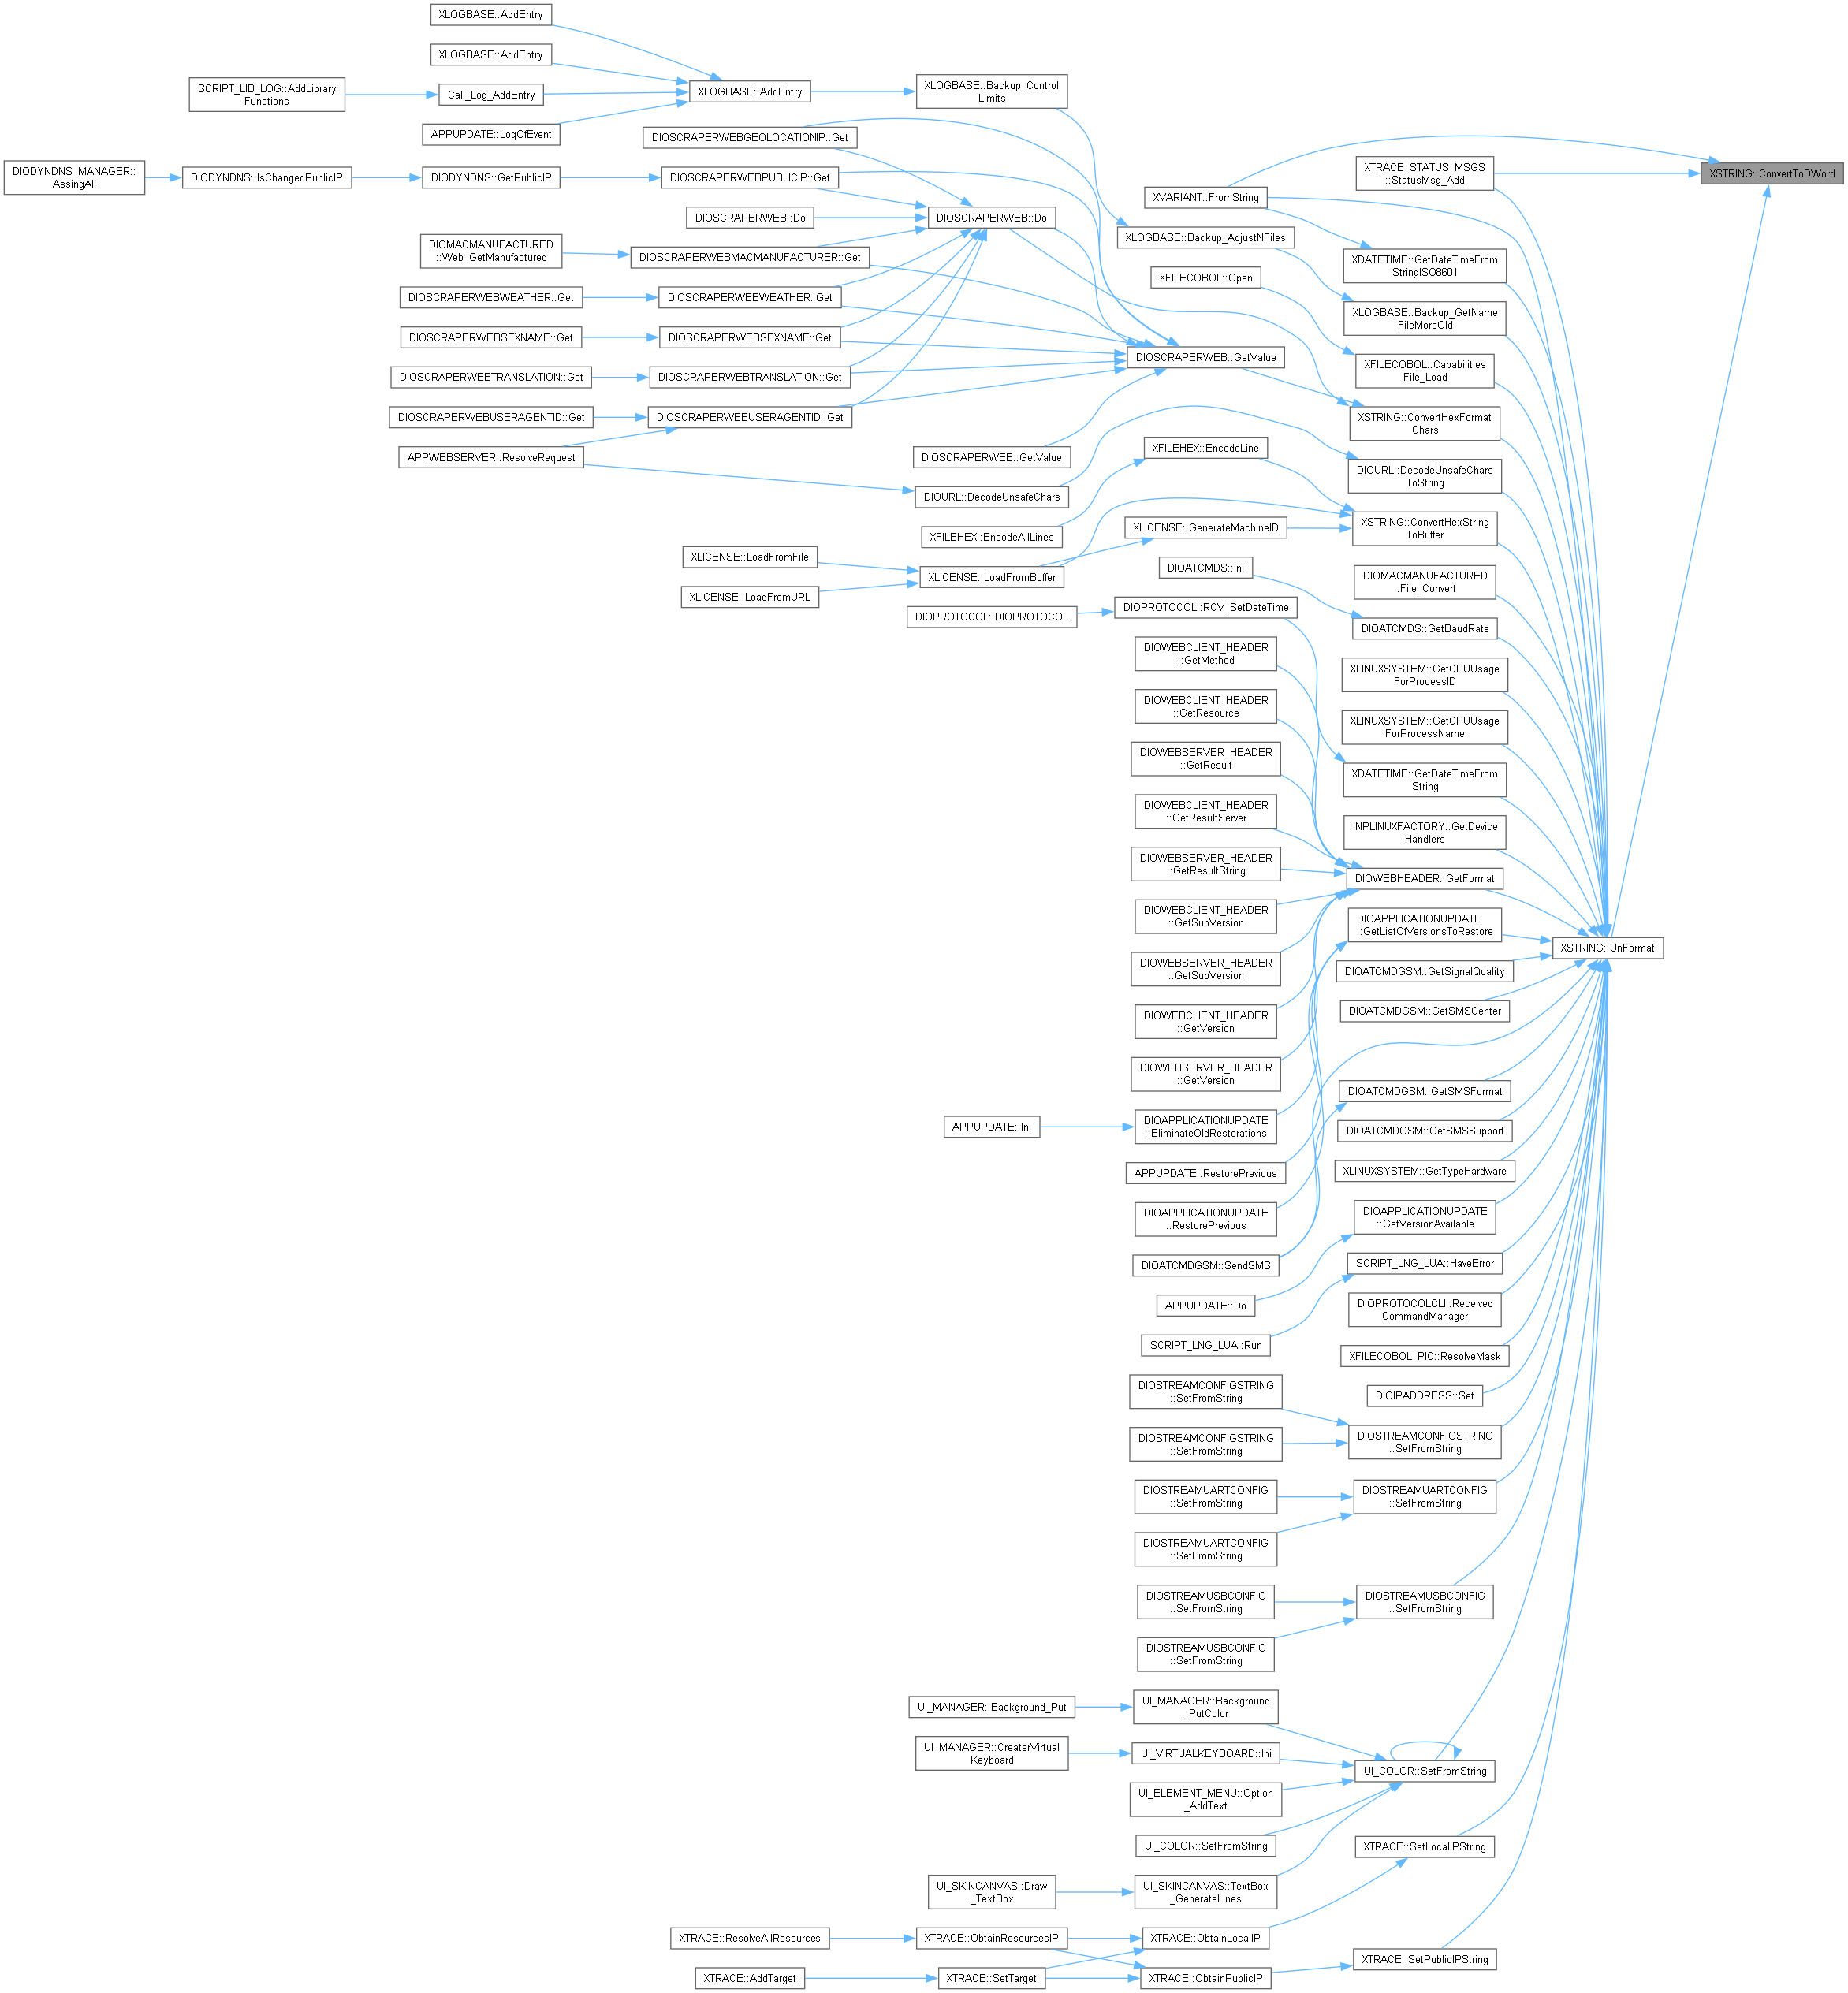 XLOGBASE::AddEntry
XLOGBASE::AddEntry
SCRIPT_LIB_LOG::AddLibrary
Functions
Call_Log_AddEntry
XLOGBASE::AddEntry
XLOGBASE::Backup_Control
Limits
APPUPDATE::LogOfEvent
DIOSCRAPERWEBGEOLOCATIONIP::Get
DIODYNDNS_MANAGER::
AssingAll
DIODYNDNS::IsChangedPublicIP
DIODYNDNS::GetPublicIP
DIOSCRAPERWEBPUBLICIP::Get
XTRACE_STATUS_MSGS
::StatusMsg_Add
XSTRING::ConvertToDWord
XVARIANT::FromString
DIOSCRAPERWEB::Do
DIOSCRAPERWEB::Do
XLOGBASE::Backup_AdjustNFiles
DIOMACMANUFACTURED
::Web_GetManufactured
DIOSCRAPERWEBMACMANUFACTURER::Get
XDATETIME::GetDateTimeFrom
StringISO8601
XFILECOBOL::Open
DIOSCRAPERWEBWEATHER::Get
DIOSCRAPERWEBWEATHER::Get
XLOGBASE::Backup_GetName
FileMoreOld
DIOSCRAPERWEBSEXNAME::Get
DIOSCRAPERWEBSEXNAME::Get
DIOSCRAPERWEB::GetValue
XFILECOBOL::Capabilities
File_Load
DIOSCRAPERWEBTRANSLATION::Get
DIOSCRAPERWEBTRANSLATION::Get
DIOSCRAPERWEBUSERAGENTID::Get
DIOSCRAPERWEBUSERAGENTID::Get
XSTRING::ConvertHexFormat
Chars
APPWEBSERVER::ResolveRequest
DIOSCRAPERWEB::GetValue
XFILEHEX::EncodeLine
DIOURL::DecodeUnsafeChars
ToString
DIOURL::DecodeUnsafeChars
XFILEHEX::EncodeAllLines
XLICENSE::GenerateMachineID
XSTRING::ConvertHexString
ToBuffer
XLICENSE::LoadFromFile
XLICENSE::LoadFromBuffer
XLICENSE::LoadFromURL
DIOATCMDS::Ini
DIOMACMANUFACTURED
::File_Convert
DIOPROTOCOL::DIOPROTOCOL
DIOPROTOCOL::RCV_SetDateTime
DIOATCMDS::GetBaudRate
DIOWEBCLIENT_HEADER
::GetMethod
XLINUXSYSTEM::GetCPUUsage
ForProcessID
DIOWEBCLIENT_HEADER
::GetResource
XLINUXSYSTEM::GetCPUUsage
ForProcessName
DIOWEBSERVER_HEADER
::GetResult
XDATETIME::GetDateTimeFrom
String
DIOWEBCLIENT_HEADER
::GetResultServer
INPLINUXFACTORY::GetDevice
Handlers
DIOWEBSERVER_HEADER
::GetResultString
DIOWEBHEADER::GetFormat
DIOWEBCLIENT_HEADER
::GetSubVersion
DIOAPPLICATIONUPDATE
::GetListOfVersionsToRestore
XSTRING::UnFormat
DIOWEBSERVER_HEADER
::GetSubVersion
DIOATCMDGSM::GetSignalQuality
DIOWEBCLIENT_HEADER
::GetVersion
DIOATCMDGSM::GetSMSCenter
DIOWEBSERVER_HEADER
::GetVersion
DIOATCMDGSM::GetSMSFormat
APPUPDATE::Ini
DIOAPPLICATIONUPDATE
::EliminateOldRestorations
DIOATCMDGSM::GetSMSSupport
APPUPDATE::RestorePrevious
XLINUXSYSTEM::GetTypeHardware
DIOAPPLICATIONUPDATE
::RestorePrevious
DIOAPPLICATIONUPDATE
::GetVersionAvailable
DIOATCMDGSM::SendSMS
SCRIPT_LNG_LUA::HaveError
APPUPDATE::Do
DIOPROTOCOLCLI::Received
CommandManager
SCRIPT_LNG_LUA::Run
XFILECOBOL_PIC::ResolveMask
DIOSTREAMCONFIGSTRING
::SetFromString
DIOIPADDRESS::Set
DIOSTREAMCONFIGSTRING
::SetFromString
DIOSTREAMCONFIGSTRING
::SetFromString
DIOSTREAMUARTCONFIG
::SetFromString
DIOSTREAMUARTCONFIG
::SetFromString
DIOSTREAMUARTCONFIG
::SetFromString
DIOSTREAMUSBCONFIG
::SetFromString
DIOSTREAMUSBCONFIG
::SetFromString
DIOSTREAMUSBCONFIG
::SetFromString
UI_MANAGER::Background_Put
UI_MANAGER::Background
_PutColor
UI_MANAGER::CreaterVirtual
Keyboard
UI_VIRTUALKEYBOARD::Ini
UI_COLOR::SetFromString
UI_ELEMENT_MENU::Option
_AddText
UI_COLOR::SetFromString
XTRACE::SetLocalIPString
UI_SKINCANVAS::Draw
_TextBox
UI_SKINCANVAS::TextBox
_GenerateLines
XTRACE::ResolveAllResources
XTRACE::ObtainResourcesIP
XTRACE::ObtainLocalIP
XTRACE::SetPublicIPString
XTRACE::AddTarget
XTRACE::SetTarget
XTRACE::ObtainPublicIP